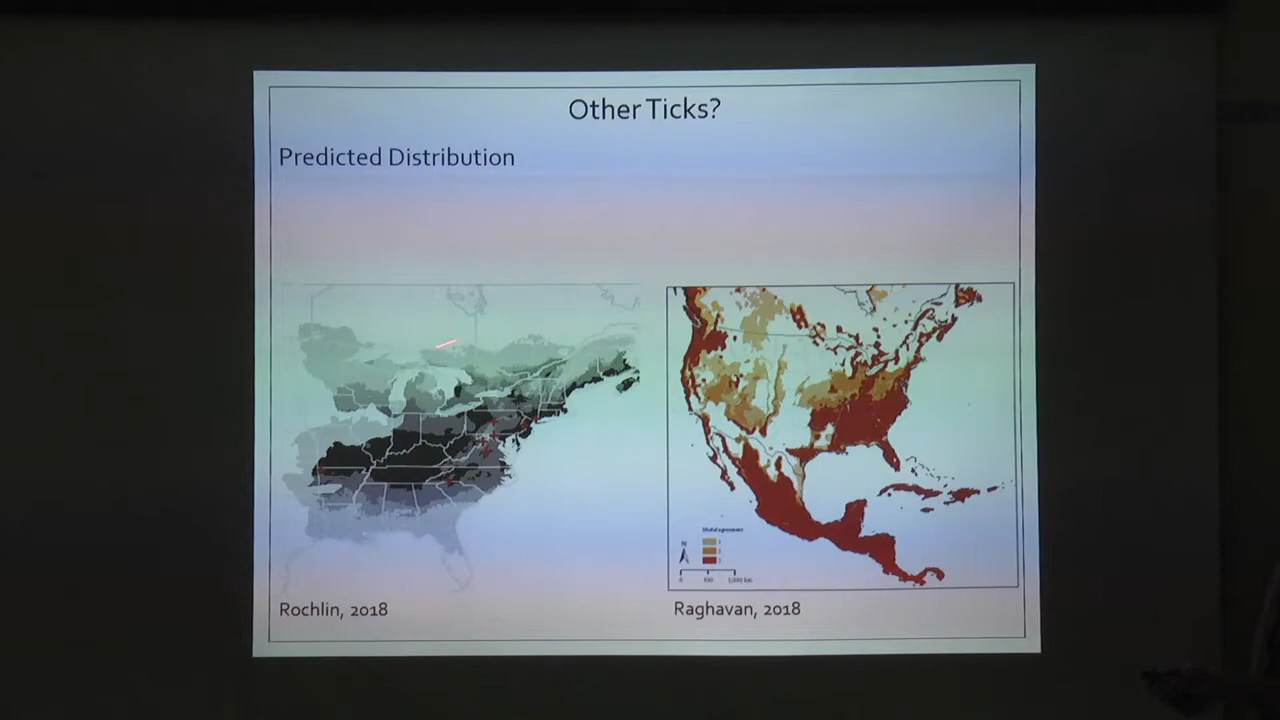 Other Ticks?
Predicted Distribution
N
Rochlin, 2018
Raghavan, 2018